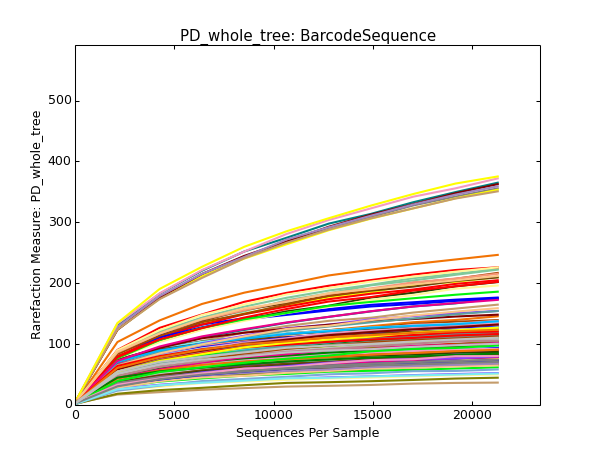 PD_whole_tree: BarcodeSequence
Rarefaction Measure: PD_whole_tree
500
400
300
200
100
0
0 5000 10000 15000 20000
Sequences Per Sample